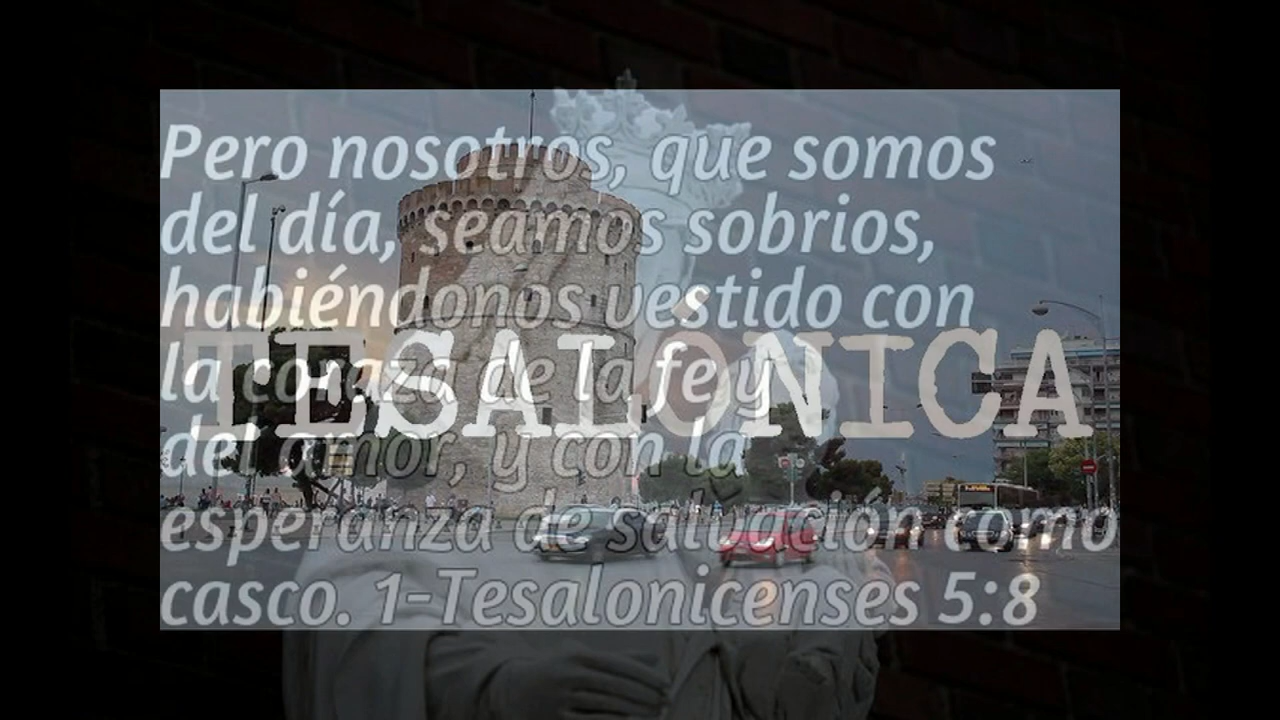 Pero nosotros, que somos
del día, seamos sobrios,
habiéndonos vestido con
TESALÓNICA
la coraza de la fe y
del amor, y con la
esperanza de salvación como
casco. 1-Tesalonicenses 5:8